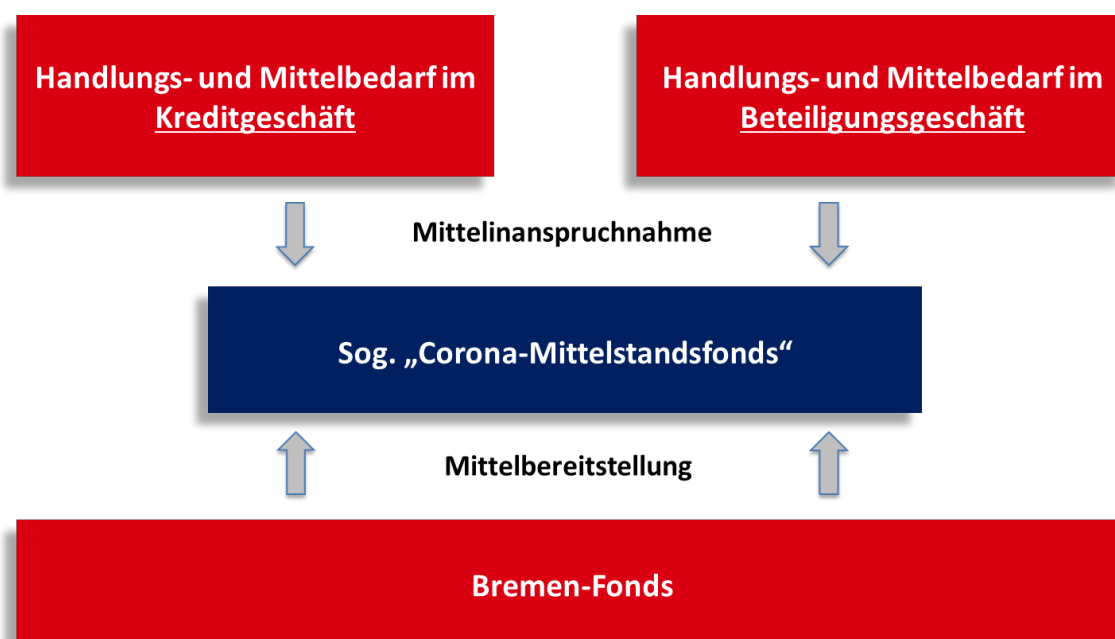 Handlungs- und Mittelbedarf im
Kreditgeschäft
Handlungs- und Mittelbedarf im
Beteiligungsgeschäft
Mittelinanspruchnahme
Sog. „Corona-Mittelstandsfonds“
Mittelbereitstellung
Bremen-Fonds